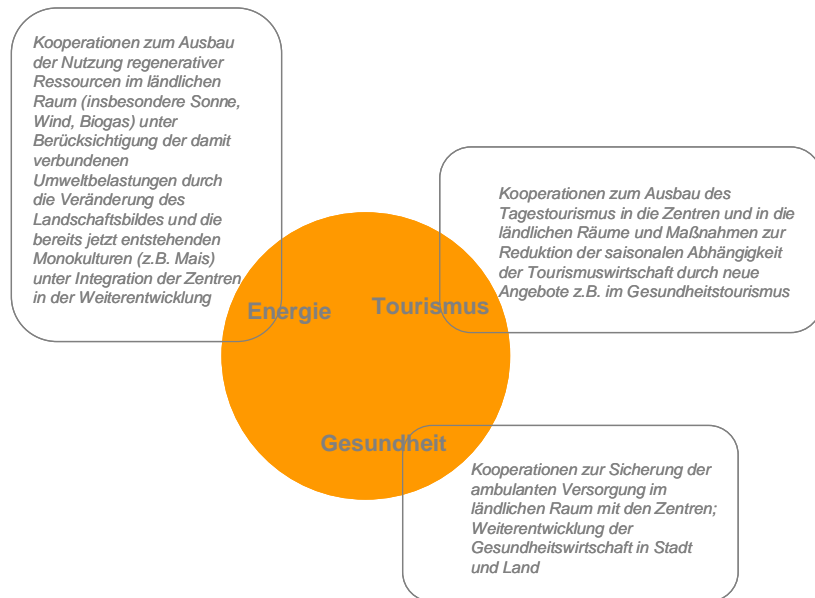 Kooperationen zum Ausbau
der Nutzung regenerativer
Ressourcen im ländlichen
Raum (insbesondere Sonne,
Wind, Biogas) unter
Berücksichtigung der damit
verbundenen
Umweltbelastungen durch
die Veränderung des
Landschaftsbildes und die
bereits jetzt entstehenden
Monokulturen (z.B. Mais)
unter Integration der Zentren
in der Weiterentwicklung
Energie
Kooperationen zum Ausbau des
Tagestourismus in die Zentren und in die
ländlichen Räume und Maßnahmen zur
Reduktion der saisonalen Abhängigkeit
der Tourismuswirtschaft durch neue
Angebote z.B. im Gesundheitstourismus
Tourismus
Gesundheit
Kooperationen zur Sicherung der
ambulanten Versorgung im
ländlichen Raum mit den Zentren;
Weiterentwicklung der
Gesundheitswirtschaft in Stadt
und Land